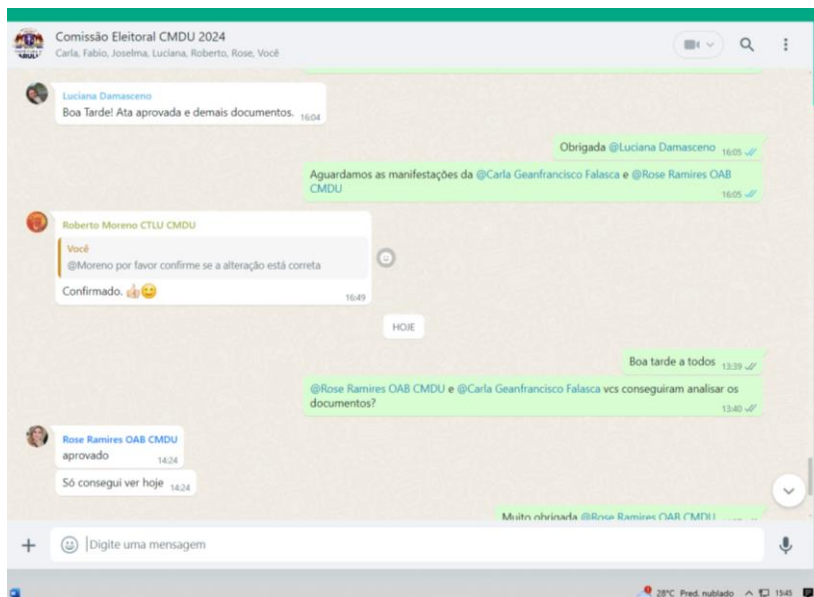 Comissão Eleitoral CMDU 2024
Carla, Fabio, Joselma, Luciana, Roberto, Rose, Você
Luciana Damasceno
Boa Tarde! Ata aprovada e demais documentos. 16:04
Obrigada @Luciana Damasceno 16:05
Aguardamos as manifestações da @Carla Geanfrancisco Falasca e @Rose Ramires OAB
CMDU
16:05
Roberto Moreno CTLU CMDU
Você
@Moreno por favor confirme se a alteração está correta
Confirmado. 👍🏻😊
16:49
HOJE
Boa tarde a todos 13:39
@Rose Ramires OAB CMDU e @Carla Geanfrancisco Falasca vcs conseguiram analisar os
documentos?
13:40
Rose Ramires OAB CMDU
aprovado 14:24
Só consegui ver hoje 14:24
Muito obrigada @Rose Ramires OAB CMDU
Digite uma mensagem
28°C Pred. nublado 15:45